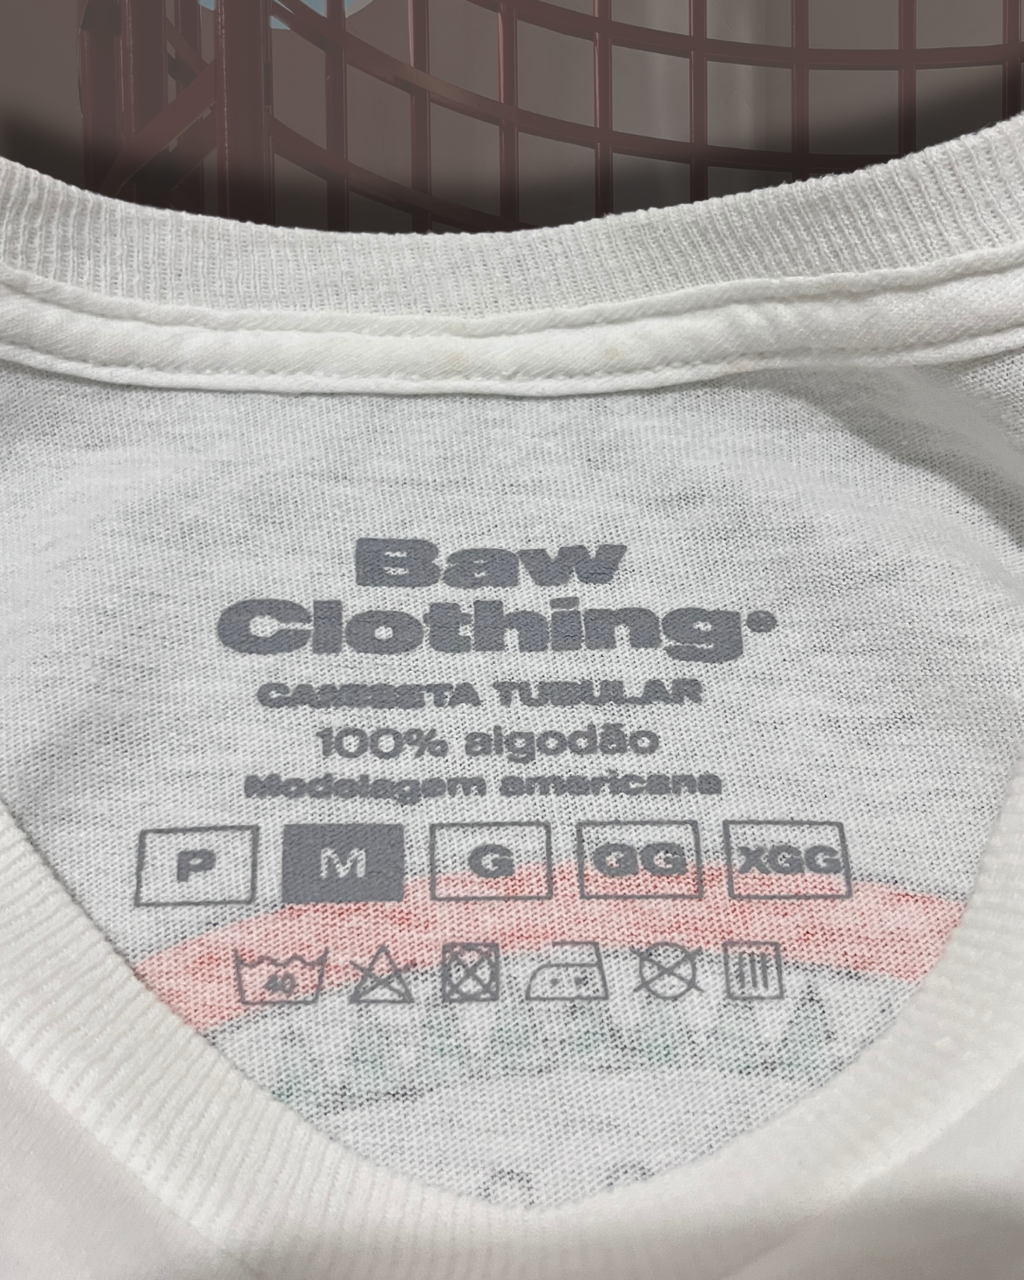 Baw
Clothing
CAMISETA TUBULAR
100% algodão
Modelagem americana
P M G GG XGG
40